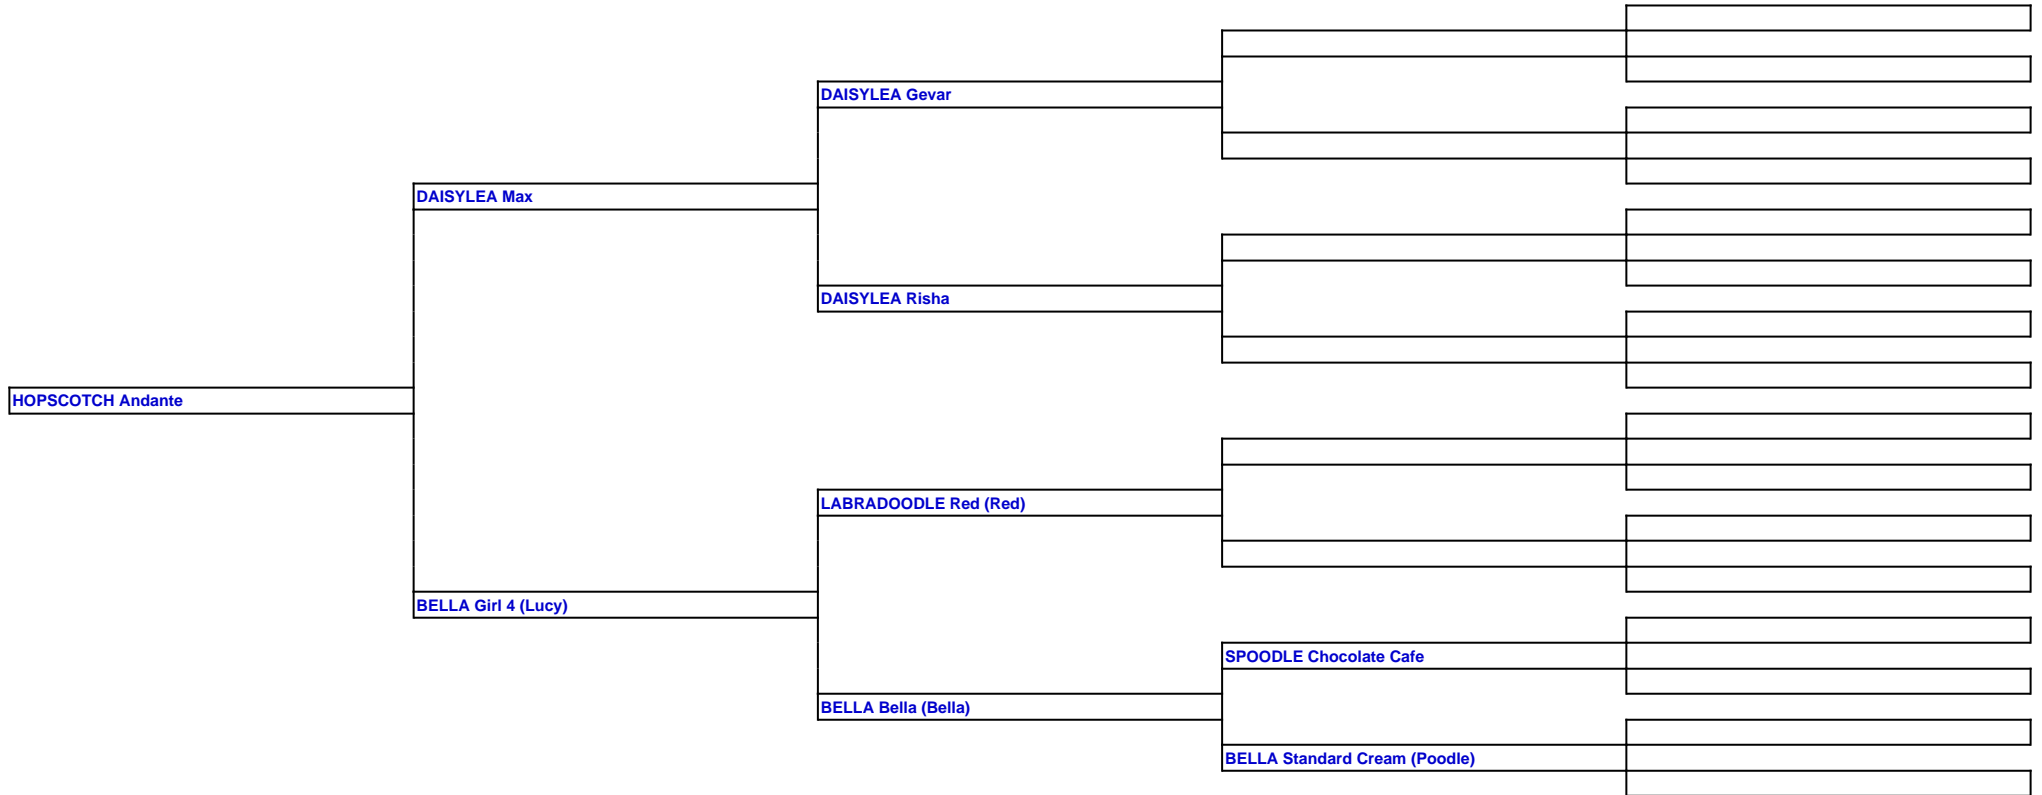 DAISYLEA Gevar
DAISYLEA Max
DAISYLEA Risha
HOPSCOTCH Andante
LABRADOODLE Red (Red)
BELLA Girl 4 (Lucy)
SPOODLE Chocolate Cafe
BELLA Bella (Bella)
BELLA Standard Cream (Poodle)